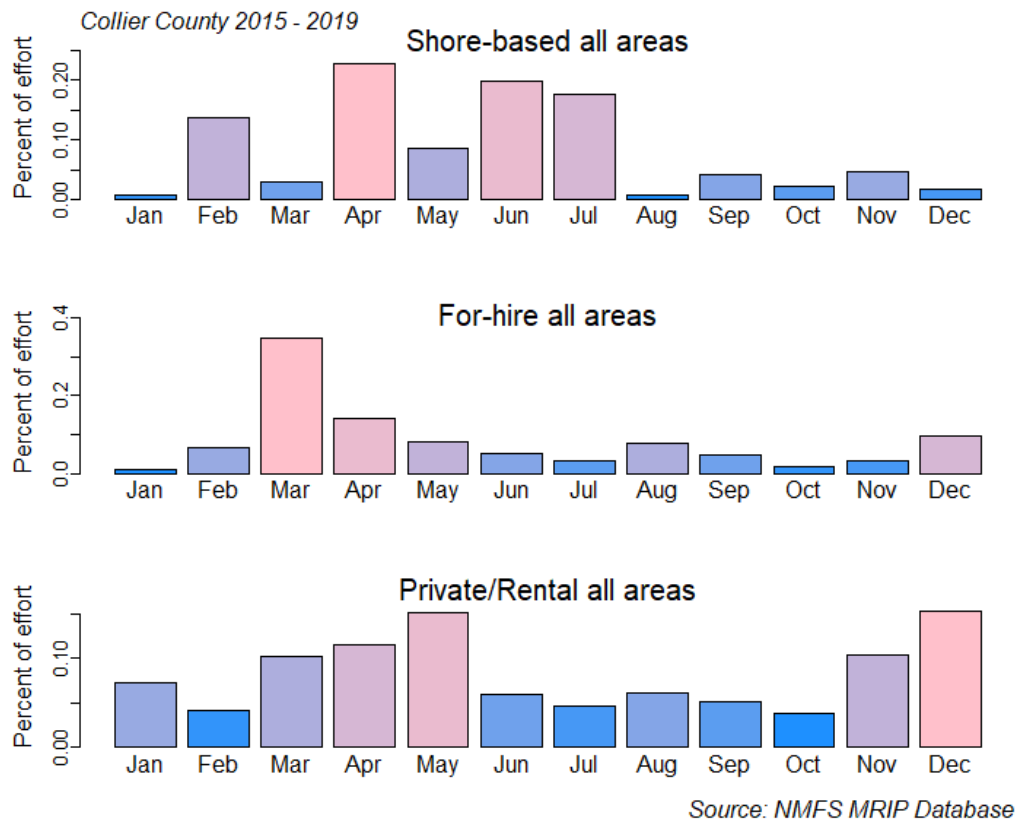 Collier County 2015 - 2019
Shore-based all areas
Percent of effort
0.00 0.10 0.20
Jan Feb Mar Apr May Jun Jul Aug Sep Oct Nov Dec
For-hire all areas
Percent of effort
0.0 0.2 0.4
Jan Feb Mar Apr May Jun Jul Aug Sep Oct Nov Dec
Private/Rental all areas
Percent of effort
0.00 0.10
Jan Feb Mar Apr May Jun Jul Aug Sep Oct Nov Dec
Source: NMFS MRIP Database